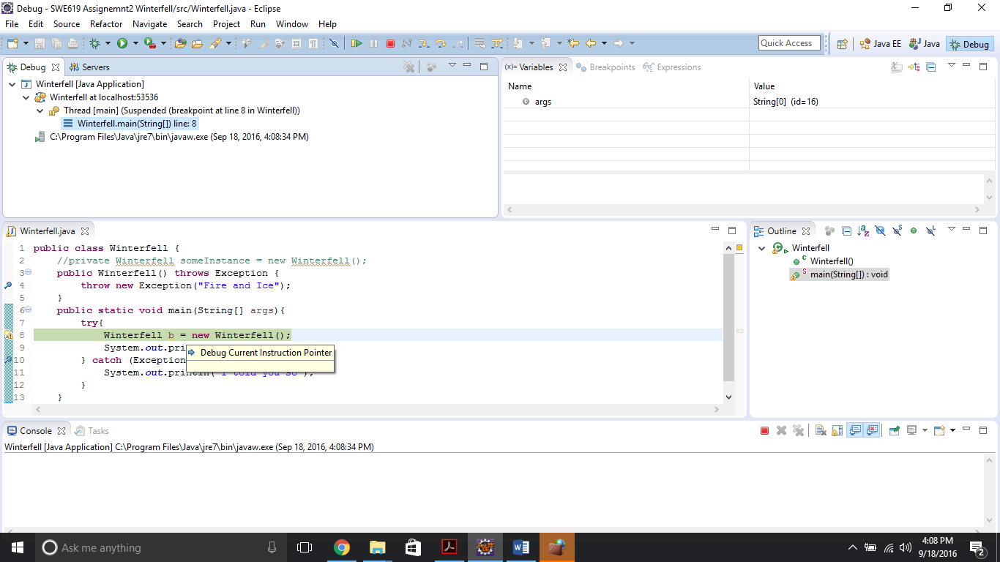 Debug - SWE619 Assignemnt2 Winterfell/src/Winterfell.java - Eclipse
File Edit Source Refactor Navigate Search Project Run Window Help
Quick Access Java EE Java Debug
Debug Servers
Winterfell [Java Application]
Winterfell at localhost:53536
Thread [main] (Suspended (breakpoint at line 8 in Winterfell))
Winterfell.main(String[]) line: 8
C:\Program Files\Java\jre7\bin\javaw.exe (Sep 18, 2016, 4:08:34 PM)
(x)= Variables Breakpoints Expressions
Name Value
args String[0] (id=16)
Winterfell.java
1 public class Winterfell {
2 //private Winterfell someInstance = new Winterfell();
3 public Winterfell() throws Exception {
4 throw new Exception("Fire and Ice");
5 }
6 public static void main(String[] args){
7 try{
8 Winterfell b = new Winterfell();
9 System.out.pri
Debug Current Instruction Pointer
10 } catch (Exception
11 System.out.println("I told you so");
12 }
13 }
Outline
Winterfell
Winterfell()
main(String[]) : void
Console Tasks
Winterfell [Java Application] C:\Program Files\Java\jre7\bin\javaw.exe (Sep 18, 2016, 4:08:34 PM)
Ask me anything
4:08 PM
9/18/2016
2